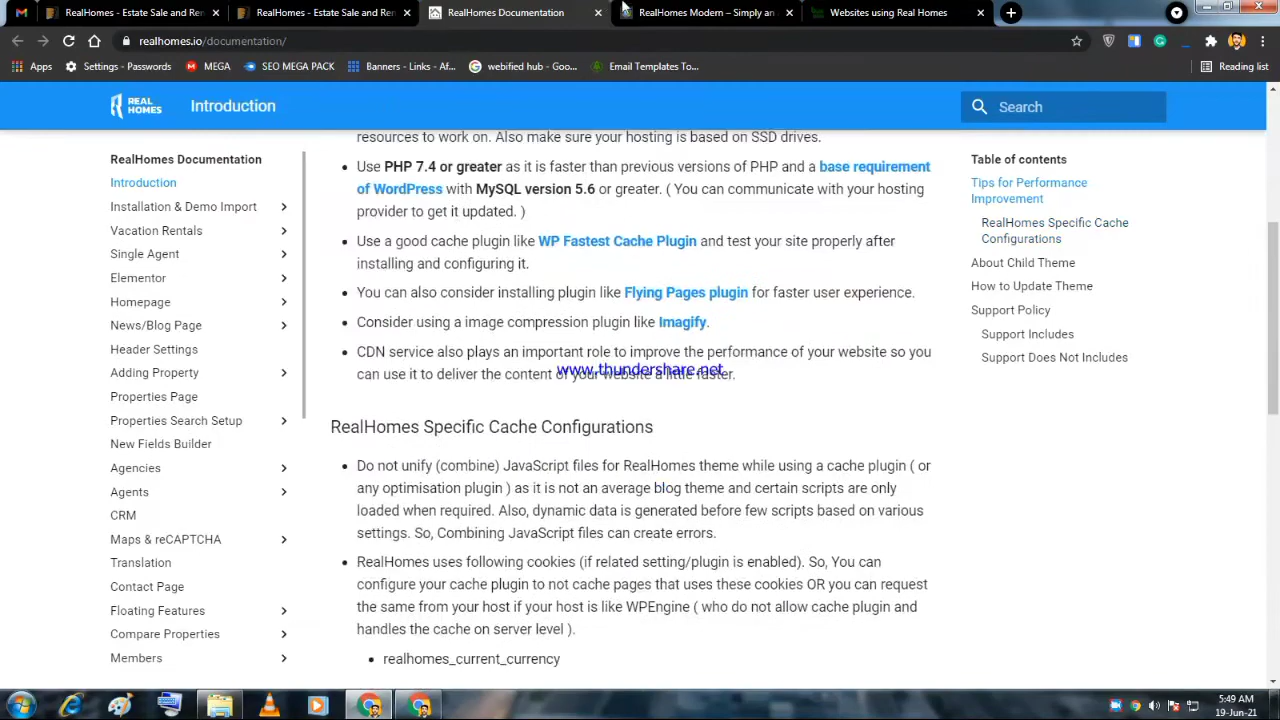 RealHomes - Estate Sale and Ren
RealHomes - Estate Sale and Ren
RealHomes Documentation
RealHomes Modern – Simply an
Websites using Real Homes
realhomes.io/documentation/
Apps
Settings - Passwords
MEGA
SEO MEGA PACK
Banners - Links - Af...
webified hub - Goo...
Email Templates To...
Reading list
REAL
HOMES
Introduction
Search
RealHomes Documentation
Introduction
Installation & Demo Import
Vacation Rentals
Single Agent
Elementor
Homepage
News/Blog Page
Header Settings
Adding Property
Properties Page
Properties Search Setup
New Fields Builder
Agencies
Agents
CRM
Maps & reCAPTCHA
Translation
Contact Page
Floating Features
Compare Properties
Members
resources to work on. Also make sure your hosting is based on SSD drives.
Use PHP 7.4 or greater as it is faster than previous versions of PHP and a base requirement
of WordPress with MySQL version 5.6 or greater. ( You can communicate with your hosting
provider to get it updated. )
Use a good cache plugin like WP Fastest Cache Plugin and test your site properly after
installing and configuring it.
You can also consider installing plugin like Flying Pages plugin for faster user experience.
Consider using a image compression plugin like Imagify.
CDN service also plays an important role to improve the performance of your website so you
can use it to deliver the content of your website a little faster.
www.thundershare.net
RealHomes Specific Cache Configurations
Do not unify (combine) JavaScript files for RealHomes theme while using a cache plugin ( or
any optimisation plugin ) as it is not an average blog theme and certain scripts are only
loaded when required. Also, dynamic data is generated before few scripts based on various
settings. So, Combining JavaScript files can create errors.
RealHomes uses following cookies (if related setting/plugin is enabled). So, You can
configure your cache plugin to not cache pages that uses these cookies OR you can request
the same from your host if your host is like WPEngine ( who do not allow cache plugin and
handles the cache on server level ).
realhomes_current_currency
Table of contents
Tips for Performance
Improvement
RealHomes Specific Cache
Configurations
About Child Theme
How to Update Theme
Support Policy
Support Includes
Support Does Not Includes
5:49 AM
19-Jun-21